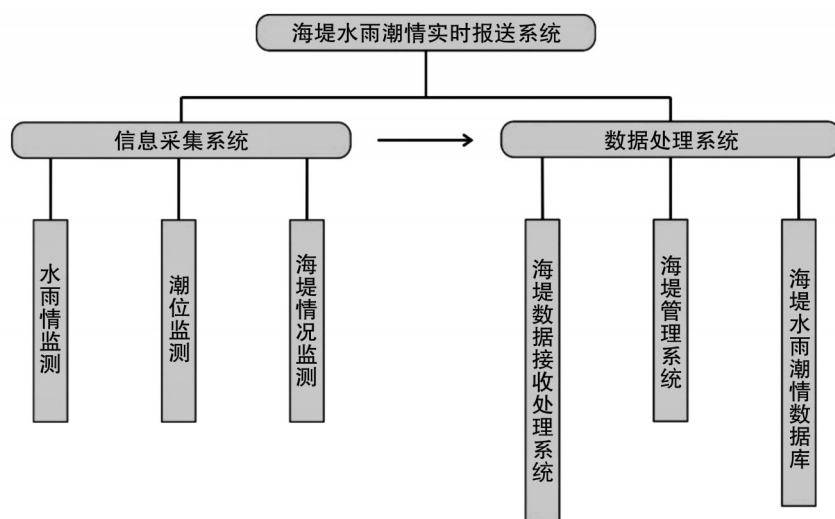 海堤水雨潮情实时报送系统
信息采集系统
数据处理系统
水雨情监测
潮位监测
海堤情况监测
海堤数据接收处理系统
海堤管理系统
海堤水雨潮情数据库